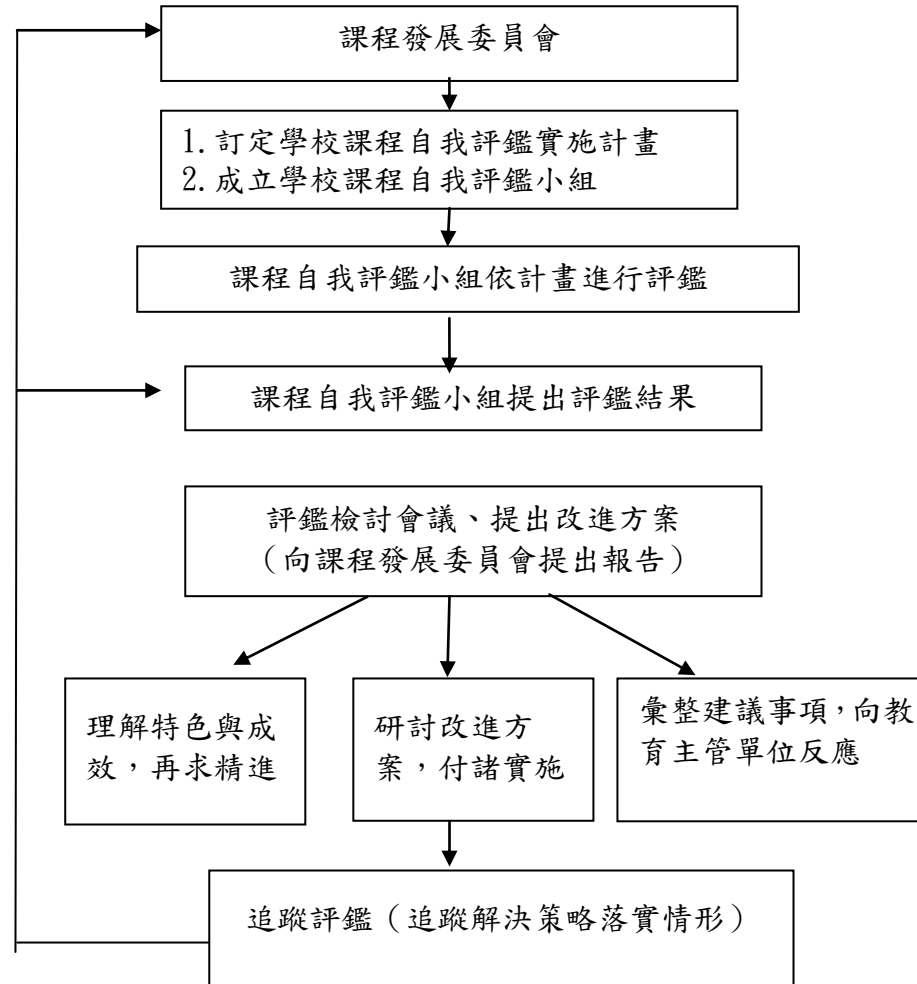 課程發展委員會
1.訂定學校課程自我評鑑實施計畫
2.成立學校課程自我評鑑小組
課程自我評鑑小組依計畫進行評鑑
課程自我評鑑小組提出評鑑結果
評鑑檢討會議、提出改進方案
（向課程發展委員會提出報告）
理解特色與成
效，再求精進
研討改進方
案，付諸實施
彙整建議事項，向教
育主管單位反應
追蹤評鑑（追蹤解決策略落實情形）